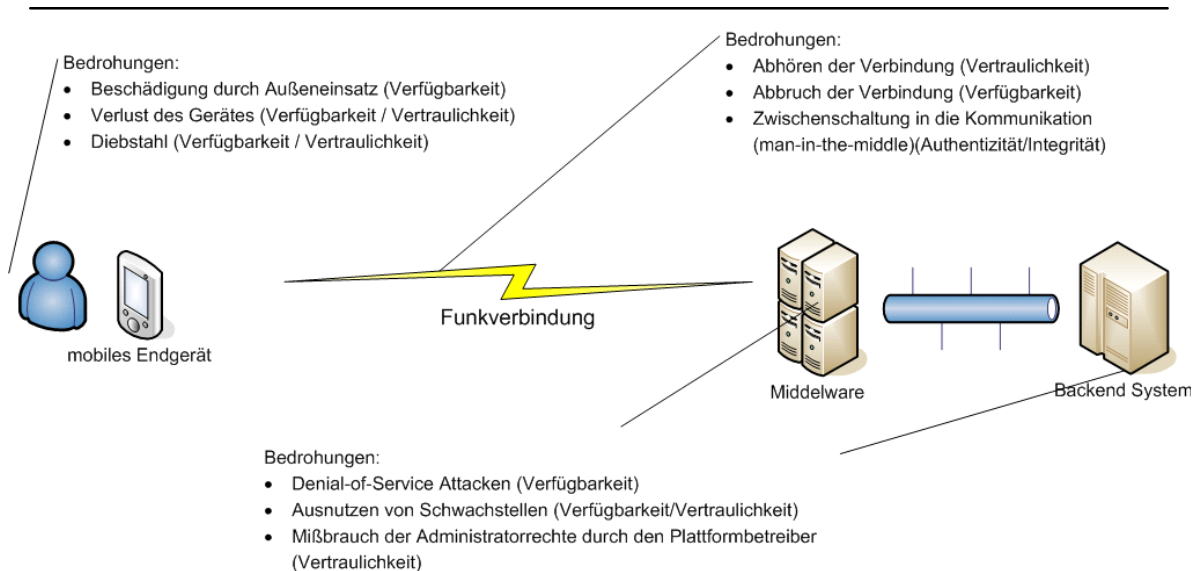 Bedrohungen:
• Beschädigung durch Außeneinsatz (Verfügbarkeit)
• Verlust des Gerätes (Verfügbarkeit / Vertraulichkeit)
• Diebstahl (Verfügbarkeit / Vertraulichkeit)
Bedrohungen:
• Abhören der Verbindung (Vertraulichkeit)
• Abbruch der Verbindung (Verfügbarkeit)
• Zwischenschaltung in die Kommunikation
(man-in-the-middle)(Authentizität/Integrität)
mobiles Endgerät
Funkverbindung
Middelware
Backend System
Bedrohungen:
• Denial-of-Service Attacken (Verfügbarkeit)
• Ausnutzen von Schwachstellen (Verfügbarkeit/Vertraulichkeit)
• Mißbrauch der Administratorrechte durch den Plattformbetreiber
(Vertraulichkeit)